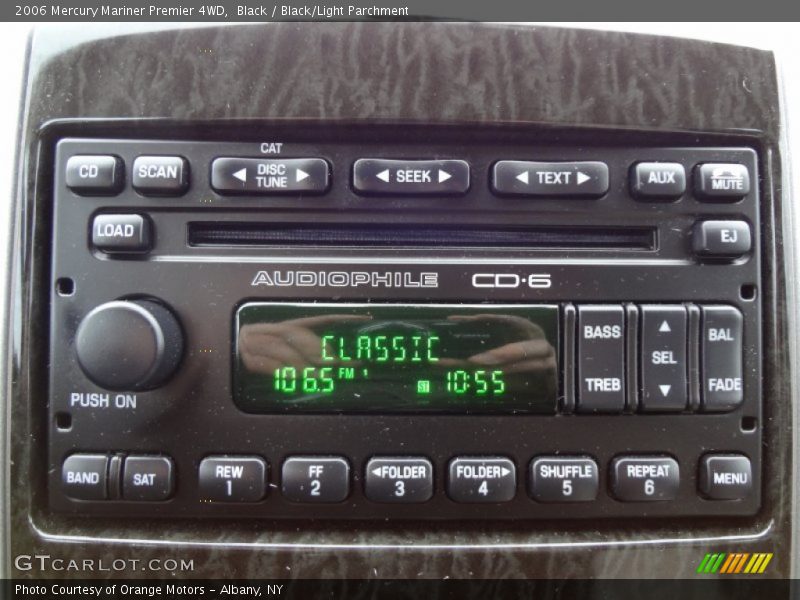 2006 Mercury Mariner Premier 4WD,  Black / Black/Light Parchment
CAT
CD SCAN DISC TUNE SEEK TEXT AUX MUTE
LOAD EJ
AUDIOPHILE CD·6
CLASSIC
106.5 FM 1 ST 10:55
BASS SEL BAL
TREB FADE
PUSH ON
BAND SAT REW 1 FF 2 FOLDER 3 FOLDER 4 SHUFFLE 5 REPEAT 6 MENU
GTCARLOT.COM
Photo Courtesy of Orange Motors – Albany, NY